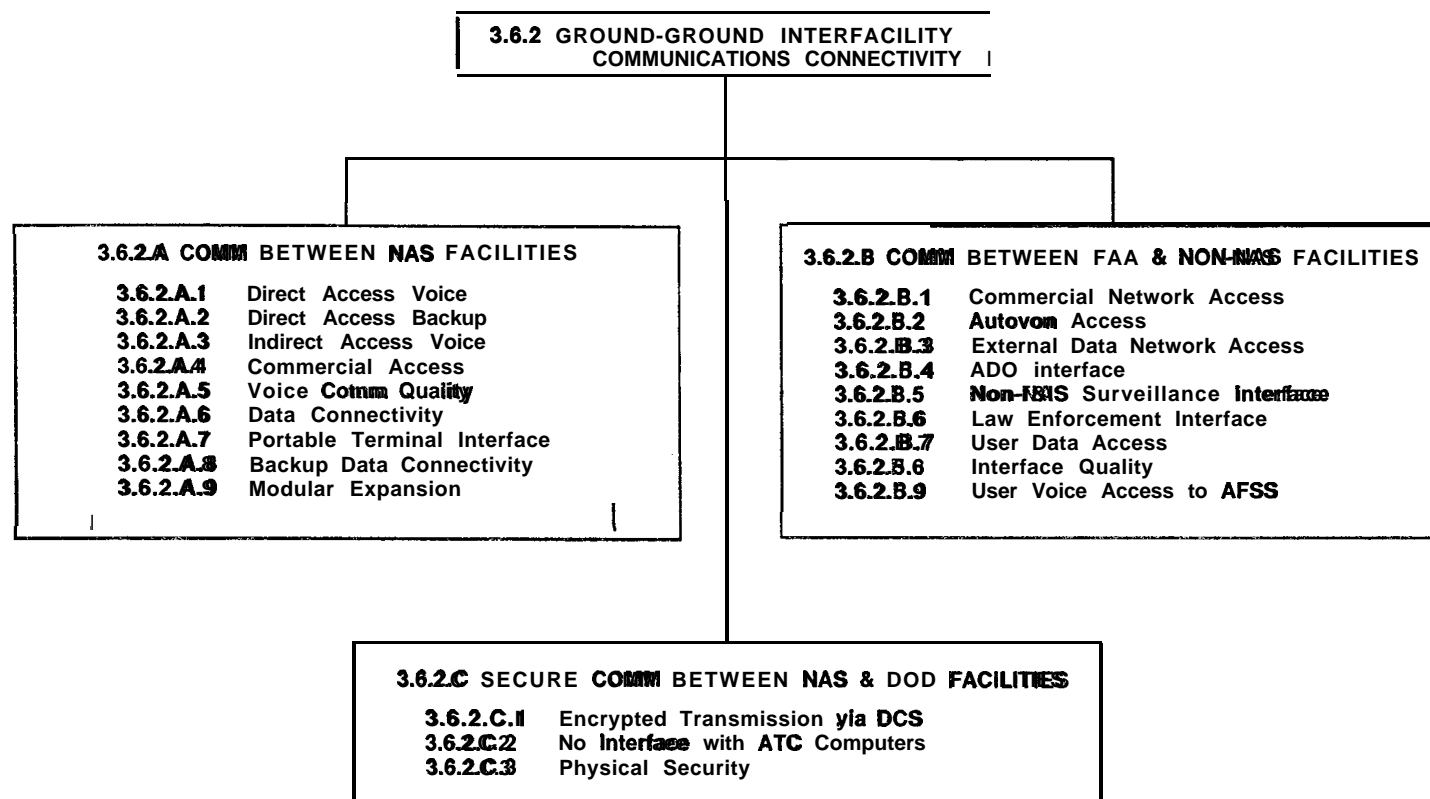 3.6.2 GROUND-GROUND INTERFACILITY
COMMUNICATIONS CONNECTIVITY
3.6.2.A COMM BETWEEN NAS FACILITIES
3.6.2.A.1 Direct Access Voice
3.6.2.A.2 Direct Access Backup
3.6.2.A.3 Indirect Access Voice
3.6.2.A.4 Commercial Access
3.6.2.A.5 Voice Comm Quality
3.6.2.A.6 Data Connectivity
3.6.2.A.7 Portable Terminal Interface
3.6.2.A.8 Backup Data Connectivity
3.6.2.A.9 Modular Expansion
3.6.2.B COMM BETWEEN FAA & NON-NAS FACILITIES
3.6.2.B.1 Commercial Network Access
3.6.2.B.2 Autovon Access
3.6.2.B.3 External Data Network Access
3.6.2.B.4 ADO interface
3.6.2.B.5 Surveillance interface
3.6.2.B.6 Law Enforcement Interface
3.6.2.B.7 User Data Access
Interface Quality
3.6.2.B.9 User Voice Access to AFSS
3.6.2.C SECURE COMM BETWEEN NAS & DOD FACILITIES
3.6.2.C.1 Encrypted Transmission via DCS
3.6.2.C.2 No Interface with ATC Computers
3.6.2.C.3 Physical Security